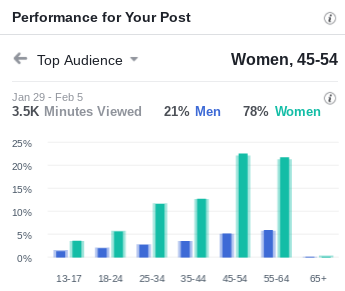 Performance for Your Post
Top Audience
Women, 45-54
Jan 29 - Feb 5
3.5K Minutes Viewed 21% Men 78% Women
25%
20%
15%
10%
5%
0%
13-17 18-24 25-34 35-44 45-54 55-64 65+